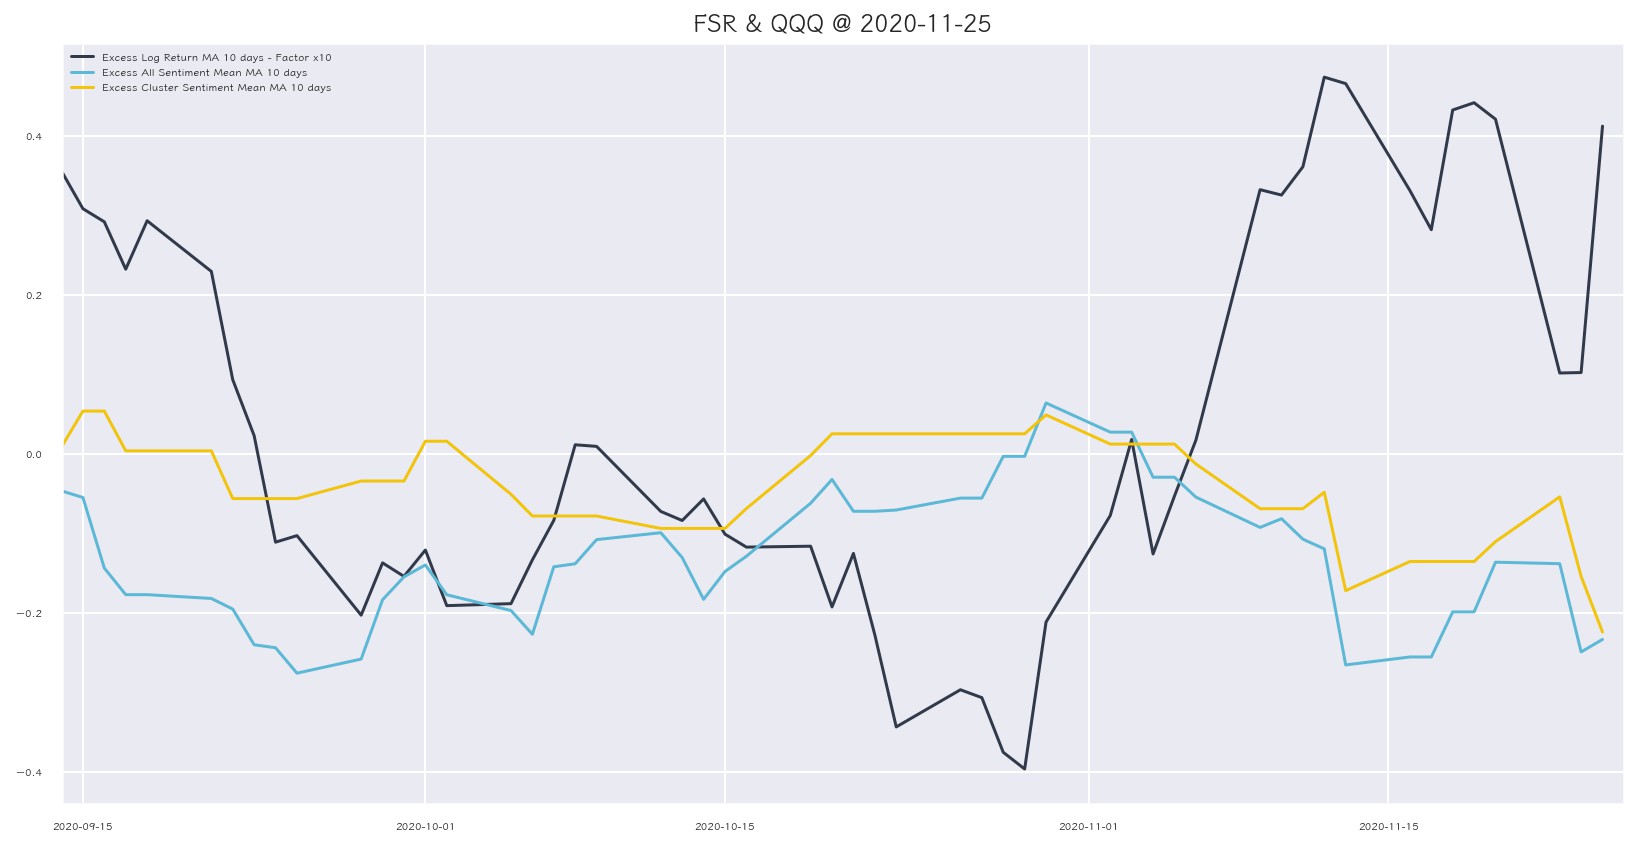 FSR & QQQ @ 2020-11-25
Excess Log Return MA 10 days - Factor x10
Excess All Sentiment Mean MA 10 days
Excess Cluster Sentiment Mean MA 10 days
0.4
0.2
0.0
−0.2
−0.4
2020-09-15 2020-10-01 2020-10-15 2020-11-01 2020-11-15